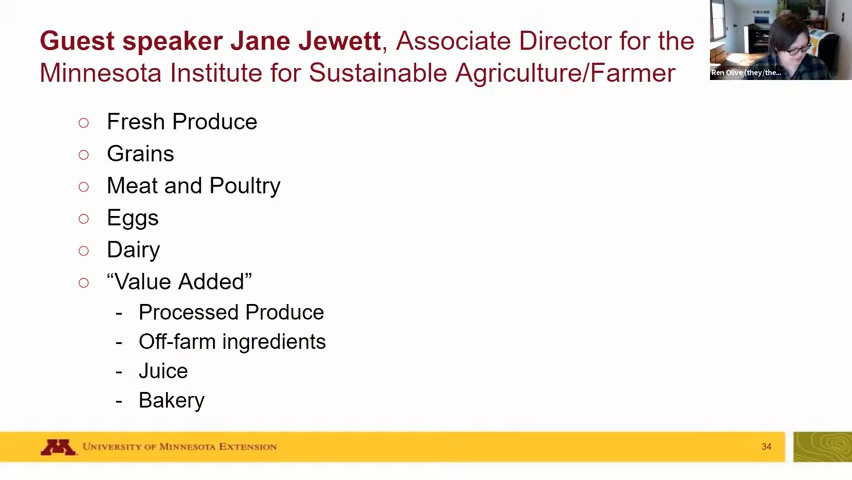 Guest speaker Jane Jewett, Associate Director for the
Minnesota Institute for Sustainable Agriculture/Farmer
○ Fresh Produce
○ Grains
○ Meat and Poultry
○ Eggs
○ Dairy
○ “Value Added”
- Processed Produce
- Off-farm ingredients
- Juice
- Bakery
Ren Olive (they/the...
M University of Minnesota Extension
34